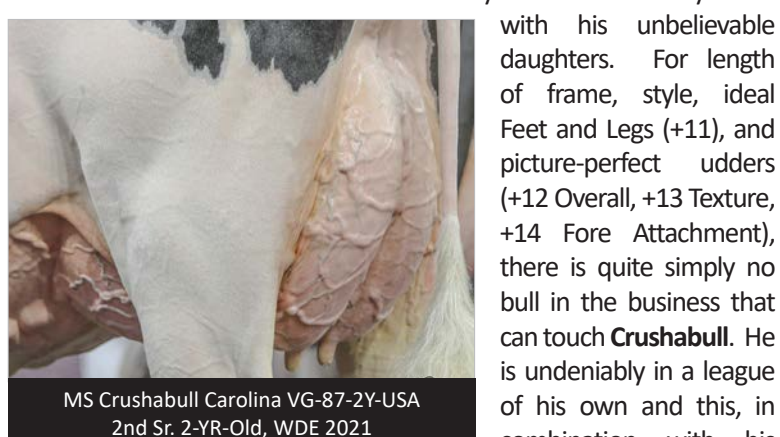 with his unbelievable
daughters. For length
of frame, style, ideal
Feet and Legs (+11), and
picture-perfect udders
(+12 Overall, +13 Texture,
+14 Fore Attachment),
there is quite simply no
bull in the business that
can touch Crushabull. He
is undeniably in a league
of his own and this, in
combination with his
MS Crushabull Carolina VG-87-2Y-USA
2nd Sr. 2-YR-Old, WDE 2021